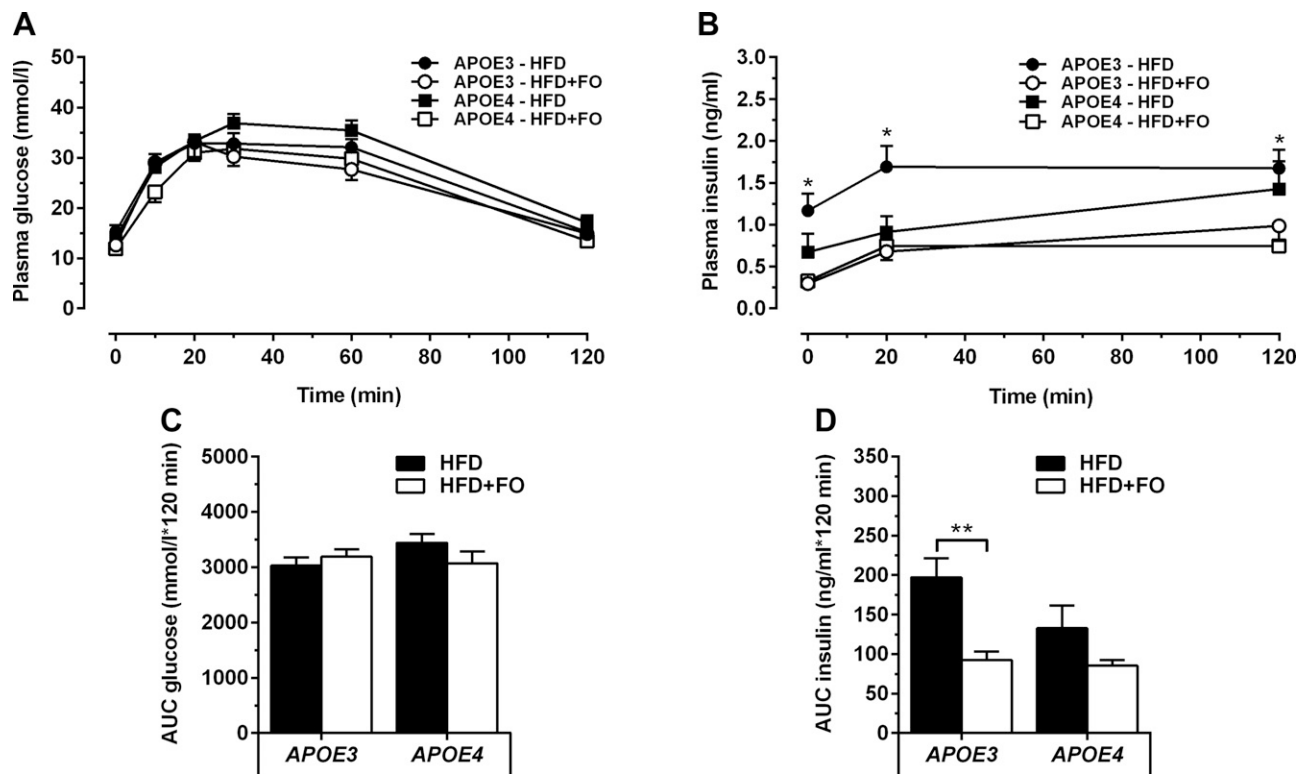 A
Plasma glucose (mmol/l)
50
40
30
20
10
0
APOE3 - HFD
APOE3 - HFD+FO
APOE4 - HFD
APOE4 - HFD+FO
0 20 40 60 80 100 120
Time (min)
B
Plasma insulin (ng/ml)
3.0
2.5
2.0
1.5
1.0
0.5
0.0
APOE3 - HFD
APOE3 - HFD+FO
APOE4 - HFD
APOE4 - HFD+FO
* * *
0 20 40 60 80 100 120
Time (min)
C
AUC glucose (mmol/l*120 min)
5000
4000
3000
2000
1000
0
HFD
HFD+FO
APOE3 APOE4
D
AUC insulin (ng/ml*120 min)
350
300
250
200
150
100
50
0
HFD
HFD+FO
**
APOE3 APOE4